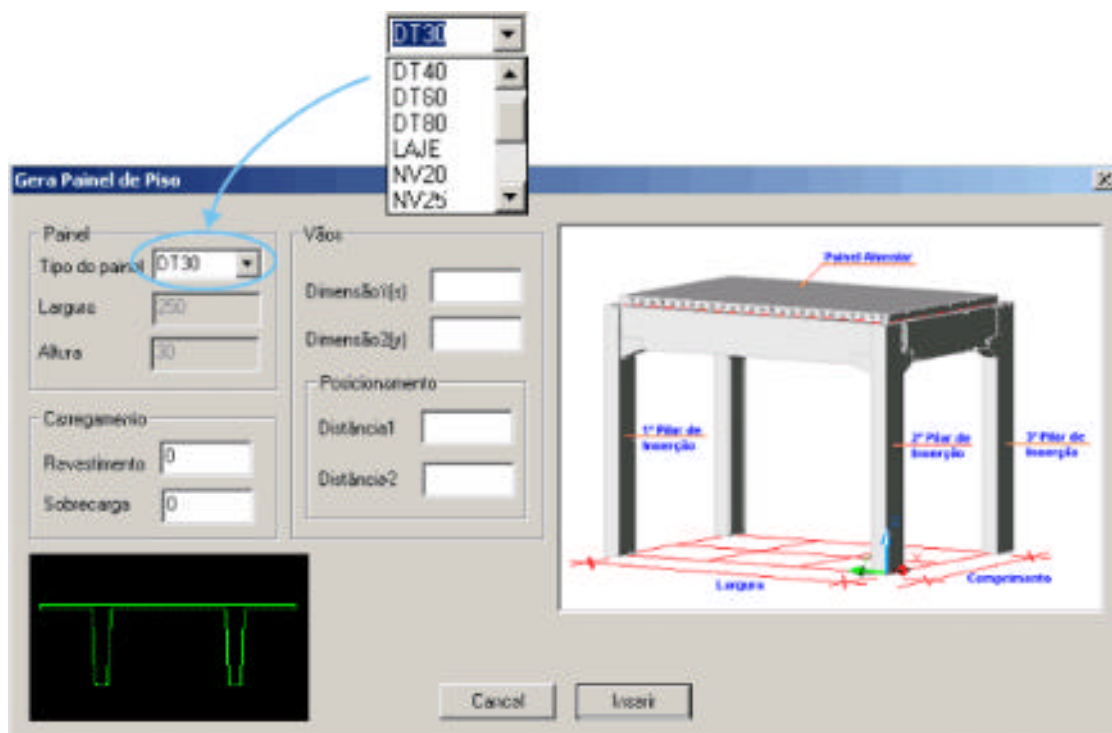 DT30
DT40
DT60
DT80
LAJE
NV20
NV25
Gera Painel de Piso
Painel
Tipo do painel DT30
Largura 250
Altura 30
Carregamento
Revestimento 0
Sobrecarga 0
Vãos
Dimensão1(x)
Dimensão2(y)
Posicionamento
Distância1
Distância2
Painel Alveolar
1º Pilar de
Inserção
2º Pilar de
Inserção
3º Pilar de
Inserção
Largura
Comprimento
Cancel
Inserir